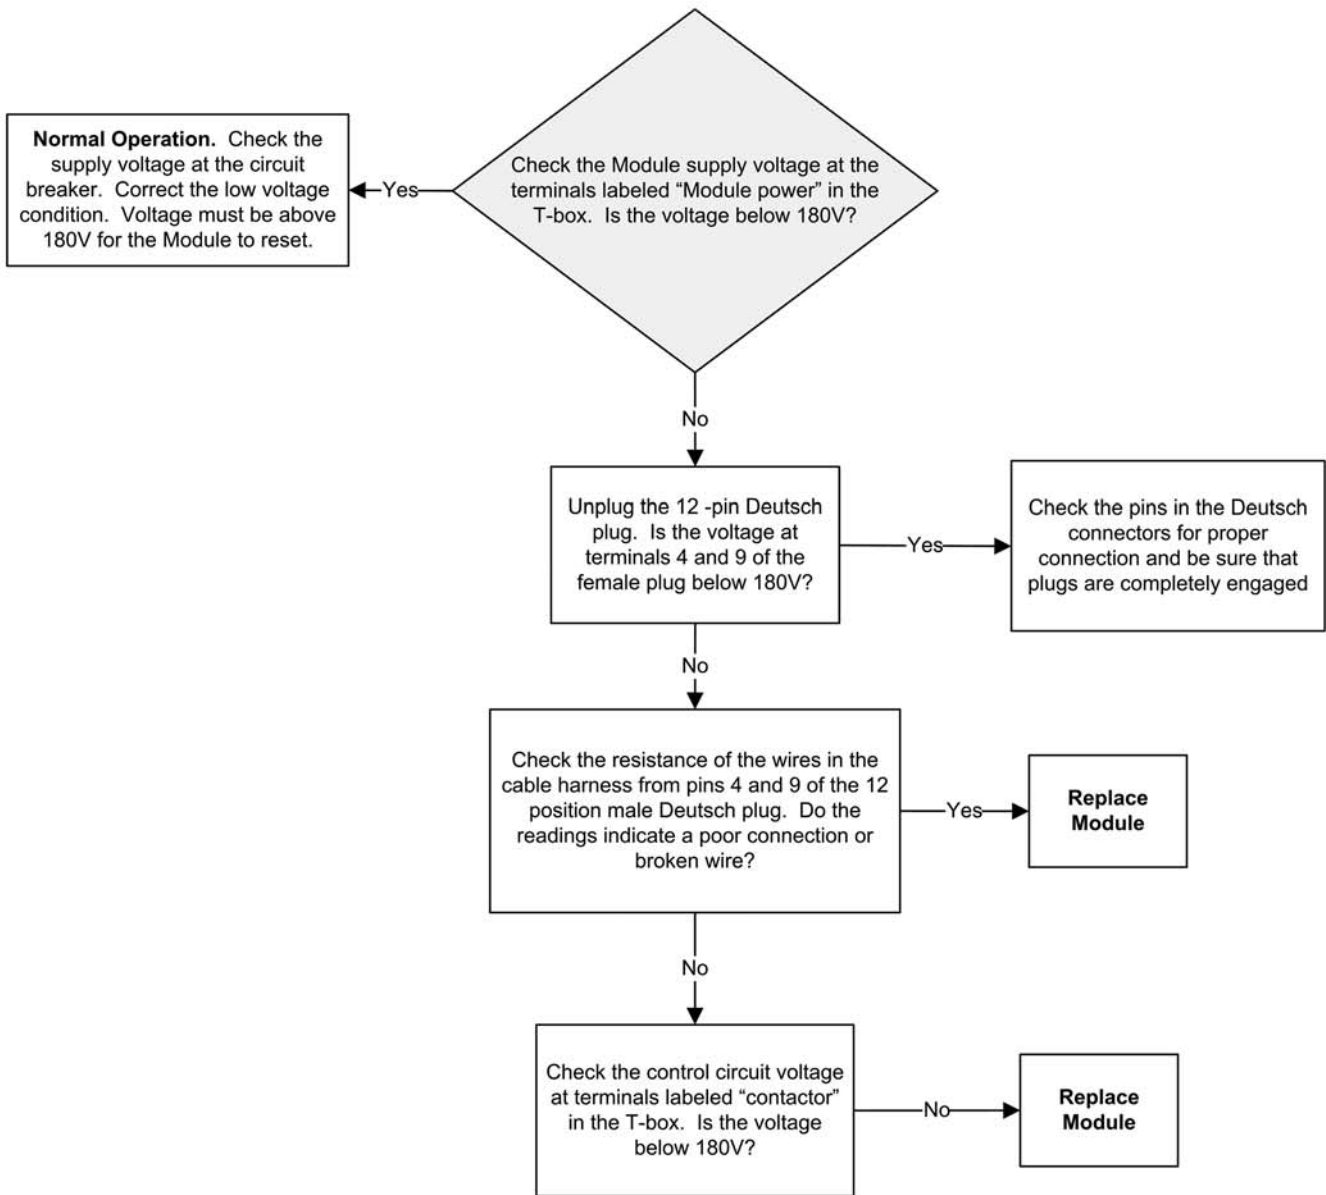 Normal Operation.  Check the
supply voltage at the circuit
breaker.  Correct the low voltage
condition.  Voltage must be above
180V for the Module to reset.
Yes
Check the Module supply voltage at the
terminals labeled “Module power” in the
T-box.  Is the voltage below 180V?
No
Unplug the 12 -pin Deutsch
plug.  Is the voltage at
terminals 4 and 9 of the
female plug below 180V?
Yes
Check the pins in the Deutsch
connectors for proper
connection and be sure that
plugs are completely engaged
No
Check the resistance of the wires in the
cable harness from pins 4 and 9 of the 12
position male Deutsch plug.  Do the
readings indicate a poor connection or
broken wire?
Yes
Replace
Module
No
Check the control circuit voltage
at terminals labeled “contactor”
in the T-box.  Is the voltage
below 180V?
No
Replace
Module